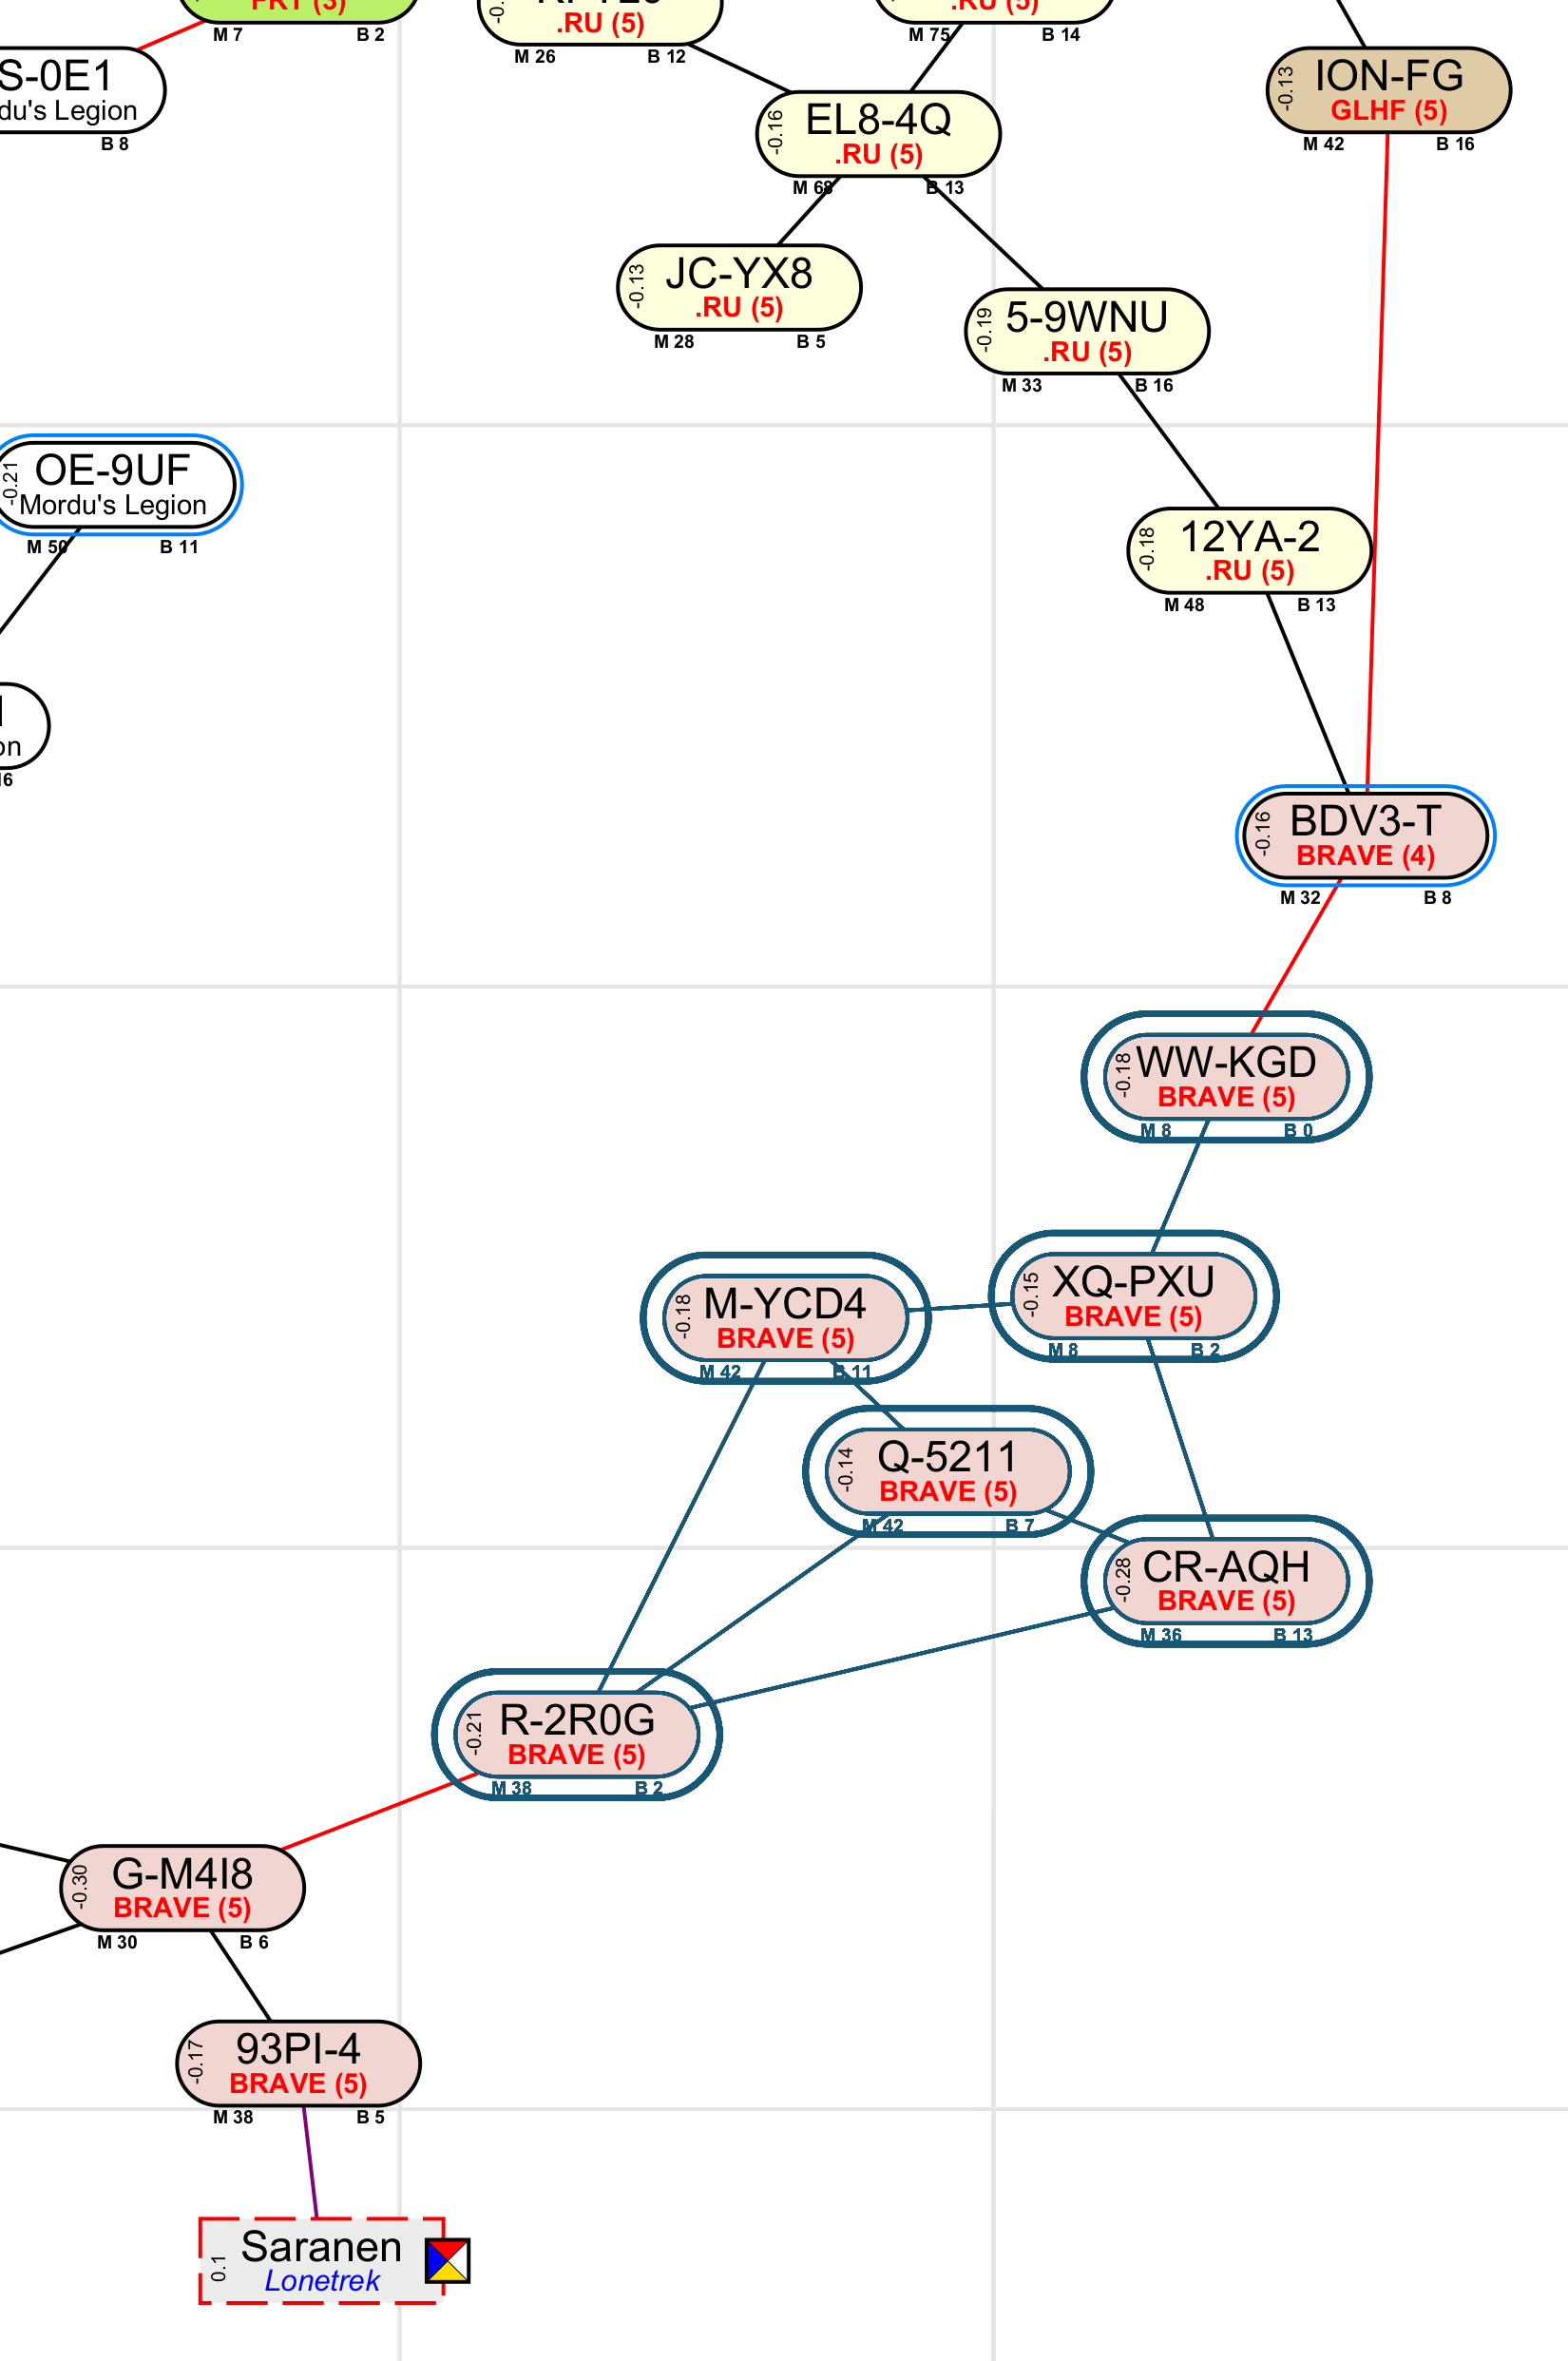 FRT (3)
M 7 B 2
.RU (5)
M 26 B 12
.RU (5)
M 75 B 14
S-0E1
du's Legion
B 8
-0.16
EL8-4Q
.RU (5)
M 68 B 13
-0.13
ION-FG
GLHF (5)
M 42 B 16
-0.13
JC-YX8
.RU (5)
M 28 B 5
-0.19
5-9WNU
.RU (5)
M 33 B 16
-0.21
OE-9UF
Mordu's Legion
M 50 B 11
-0.18
12YA-2
.RU (5)
M 48 B 13
on
16
-0.16
BDV3-T
BRAVE (4)
M 32 B 8
-0.18
WW-KGD
BRAVE (5)
M 8 B 0
-0.15
XQ-PXU
BRAVE (5)
M 8 B 2
-0.18
M-YCD4
BRAVE (5)
M 42 B 11
-0.14
Q-5211
BRAVE (5)
M 42 B 7
-0.28
CR-AQH
BRAVE (5)
M 36 B 13
-0.21
R-2R0G
BRAVE (5)
M 38 B 2
-0.30
G-M4I8
BRAVE (5)
M 30 B 6
-0.17
93PI-4
BRAVE (5)
M 38 B 5
0.1
Saranen
Lonetrek